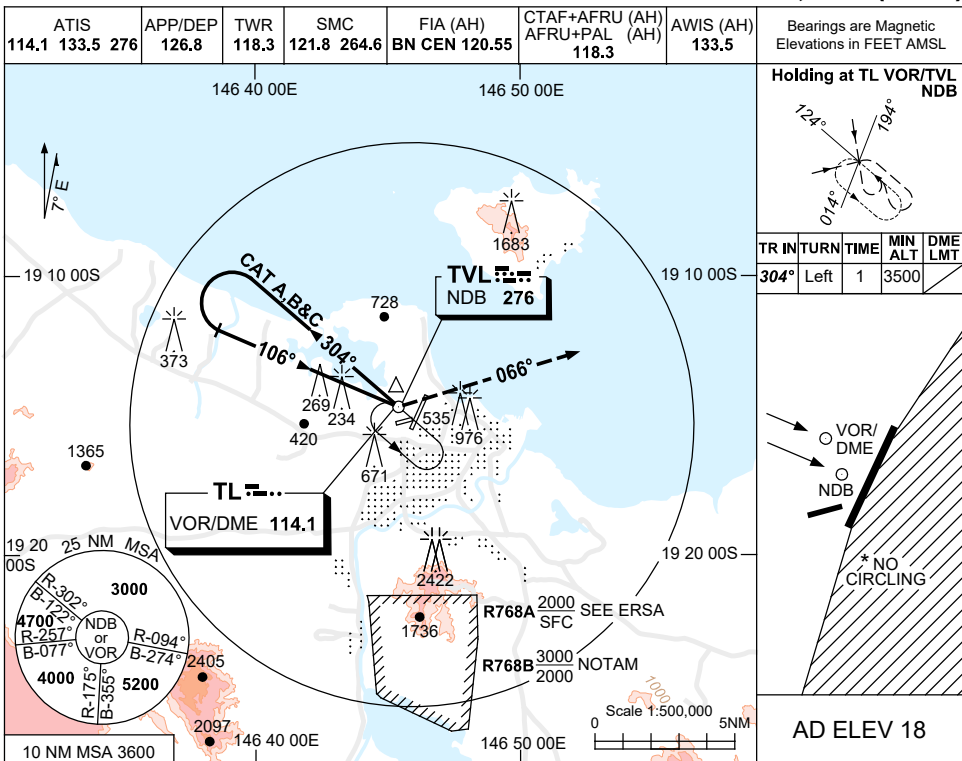 ATIS
114.1 133.5 276
APP/DEP
126.8
TWR
118.3
SMC
121.8 264.6
FIA (AH)
BN CEN 120.55
CTAF+AFRU (AH)
AFRU+PAL (AH)
118.3
AWIS (AH)
133.5
Bearings are Magnetic
Elevations in FEET AMSL
146 40 00E
146 50 00E
7° E
19 10 00S
19 10 00S
1683
TVL
NDB 276
728
CAT A,B&C
304°
106°
066°
373
269
234
420
535
976
671
1365
TL
VOR/DME 114.1
19 20
00S
19 20 00S
25 NM MSA
3000
R-302°
B-122°
4700
R-257°
B-077°
NDB
or
VOR
R-094°
B-274°
4000
R-175°
B-355°
5200
2405
2097
2422
1736
R768A 2000
SFC
SEE ERSA
R768B 3000
2000
NOTAM
1000
Scale 1:500,000
0
5NM
10 NM MSA 3600
146 40 00E
146 50 00E
Holding at TL VOR/TVL
NDB
124°
194°
014°
TR IN TURN TIME MIN ALT DME LMT
304° Left 1 3500
VOR/
DME
NDB
* NO
CIRCLING
AD ELEV 18